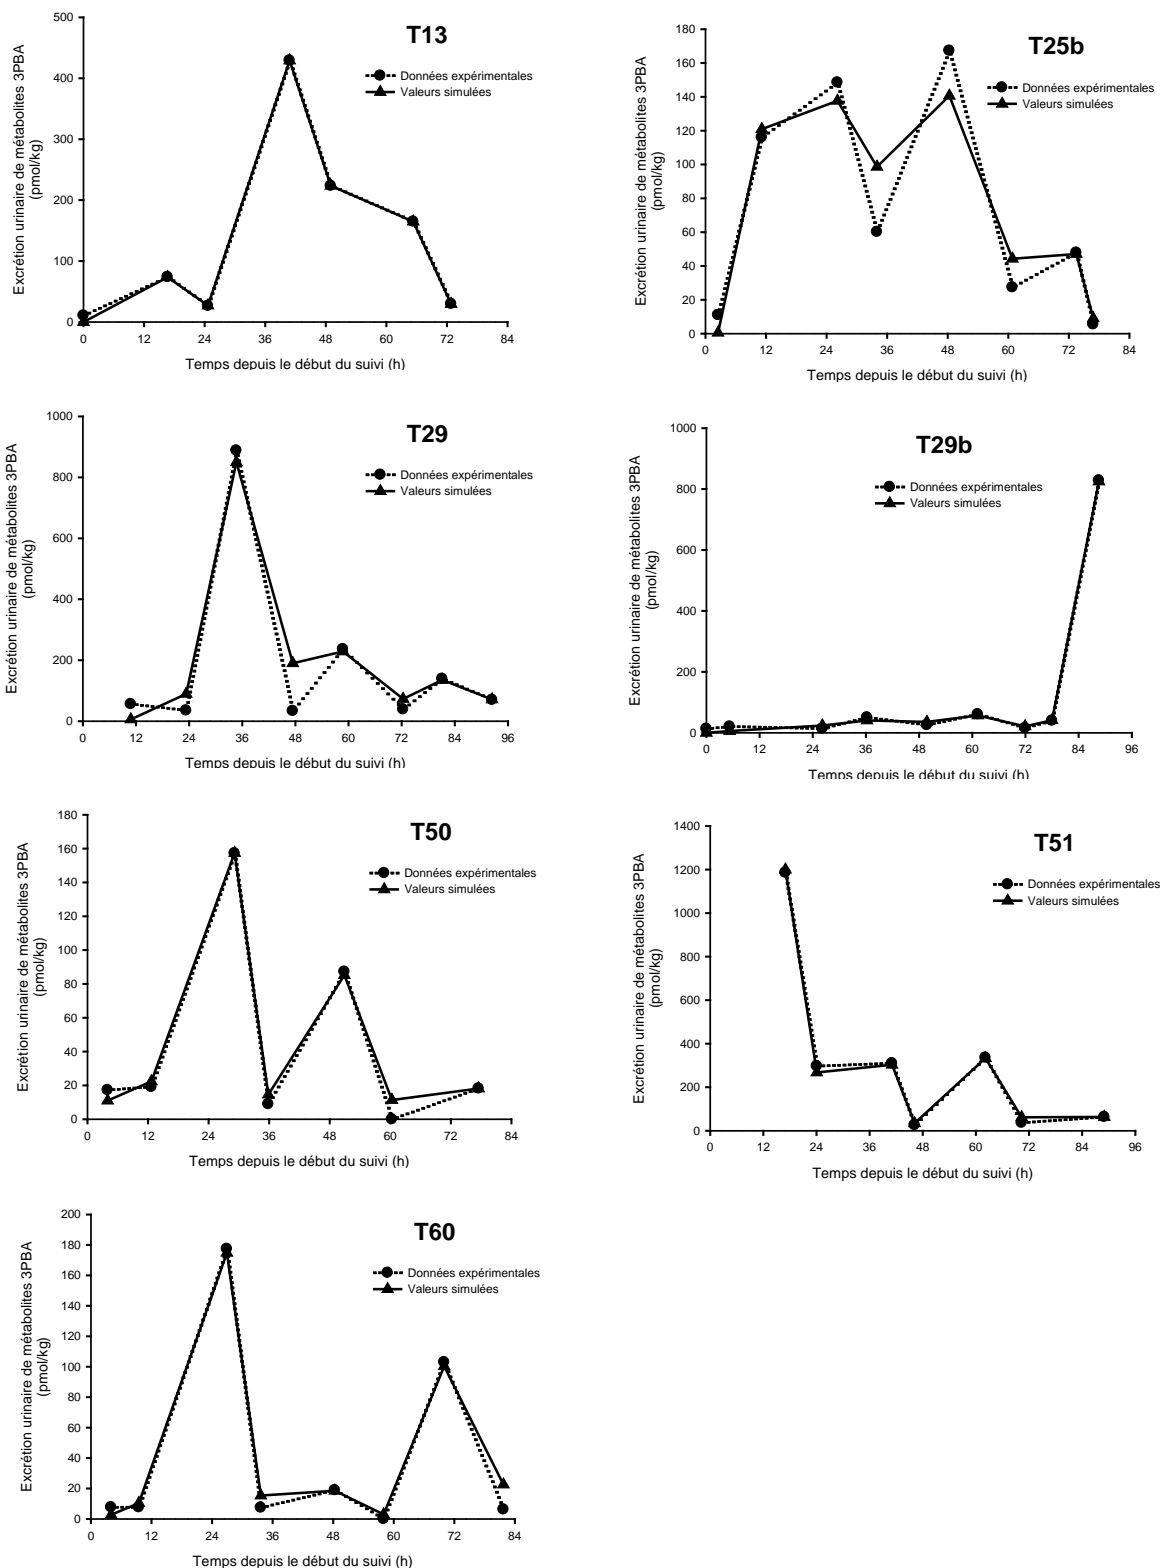 T13
Données expérimentales
Valeurs simulées
Excrétion urinaire de métabolites 3PBA
(pmol/kg)
500
400
300
200
100
0
0 12 24 36 48 60 72 84
Temps depuis le début du suivi (h)
T25b
Données expérimentales
Valeurs simulées
Excrétion urinaire de métabolites 3PBA
(pmol/kg)
180
160
140
120
100
80
60
40
20
0
0 12 24 36 48 60 72 84
Temps depuis le début du suivi (h)
T29
Données expérimentales
Valeurs simulées
Excrétion urinaire de métabolites 3PBA
(pmol/kg)
1000
800
600
400
200
0
0 12 24 36 48 60 72 84 96
Temps depuis le début du suivi (h)
T29b
Données expérimentales
Valeurs simulées
Excrétion urinaire de métabolites 3PBA
(pmol/kg)
1000
800
600
400
200
0
0 12 24 36 48 60 72 84 96
Temps depuis le début du suivi (h)
T50
Données expérimentales
Valeurs simulées
Excrétion urinaire de métabolites 3PBA
(pmol/kg)
180
160
140
120
100
80
60
40
20
0
0 12 24 36 48 60 72 84
Temps depuis le début du suivi (h)
T51
Données expérimentales
Valeurs simulées
Excrétion urinaire de métabolites 3PBA
(pmol/kg)
1400
1200
1000
800
600
400
200
0
0 12 24 36 48 60 72 84 96
Temps depuis le début du suivi (h)
T60
Données expérimentales
Valeurs simulées
Excrétion urinaire de métabolites 3PBA
(pmol/kg)
200
180
160
140
120
100
80
60
40
20
0
0 12 24 36 48 60 72 84
Temps depuis le début du suivi (h)